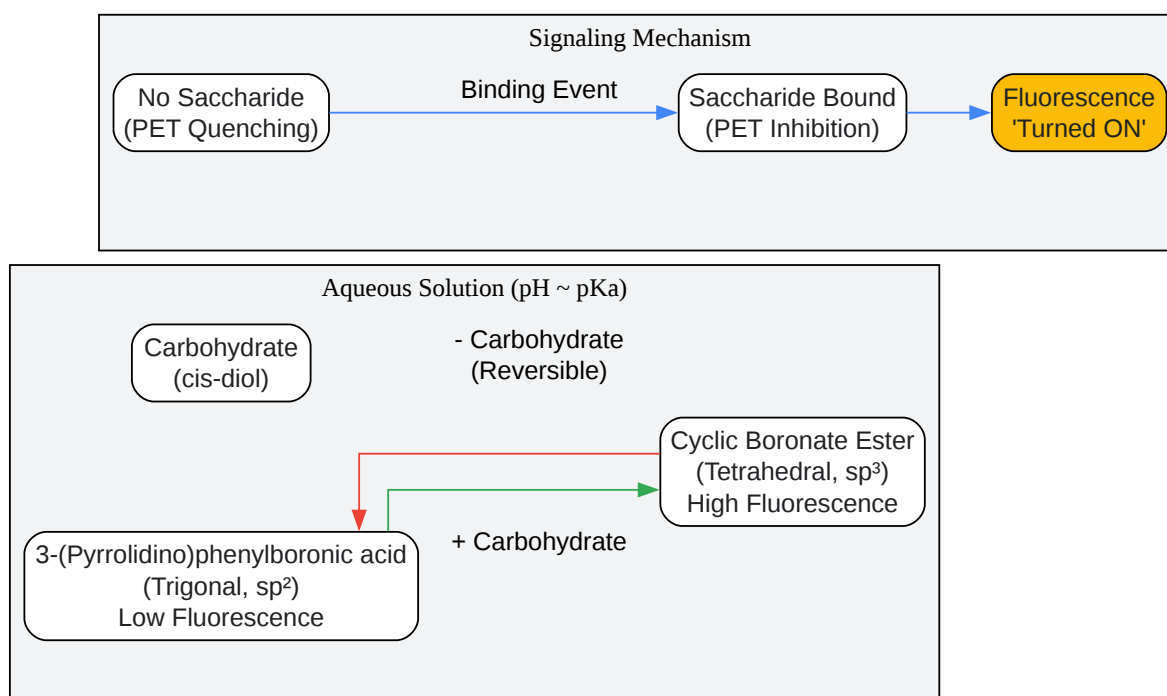 Signaling Mechanism
No Saccharide
(PET Quenching)
Binding Event
Saccharide Bound
(PET Inhibition)
Fluorescence
'Turned ON'
Aqueous Solution (pH ~ pKa)
Carbohydrate
(cis-diol)
- Carbohydrate
(Reversible)
Cyclic Boronate Ester
(Tetrahedral, sp³)
High Fluorescence
+ Carbohydrate
3-(Pyrrolidino)phenylboronic acid
(Trigonal, sp²)
Low Fluorescence